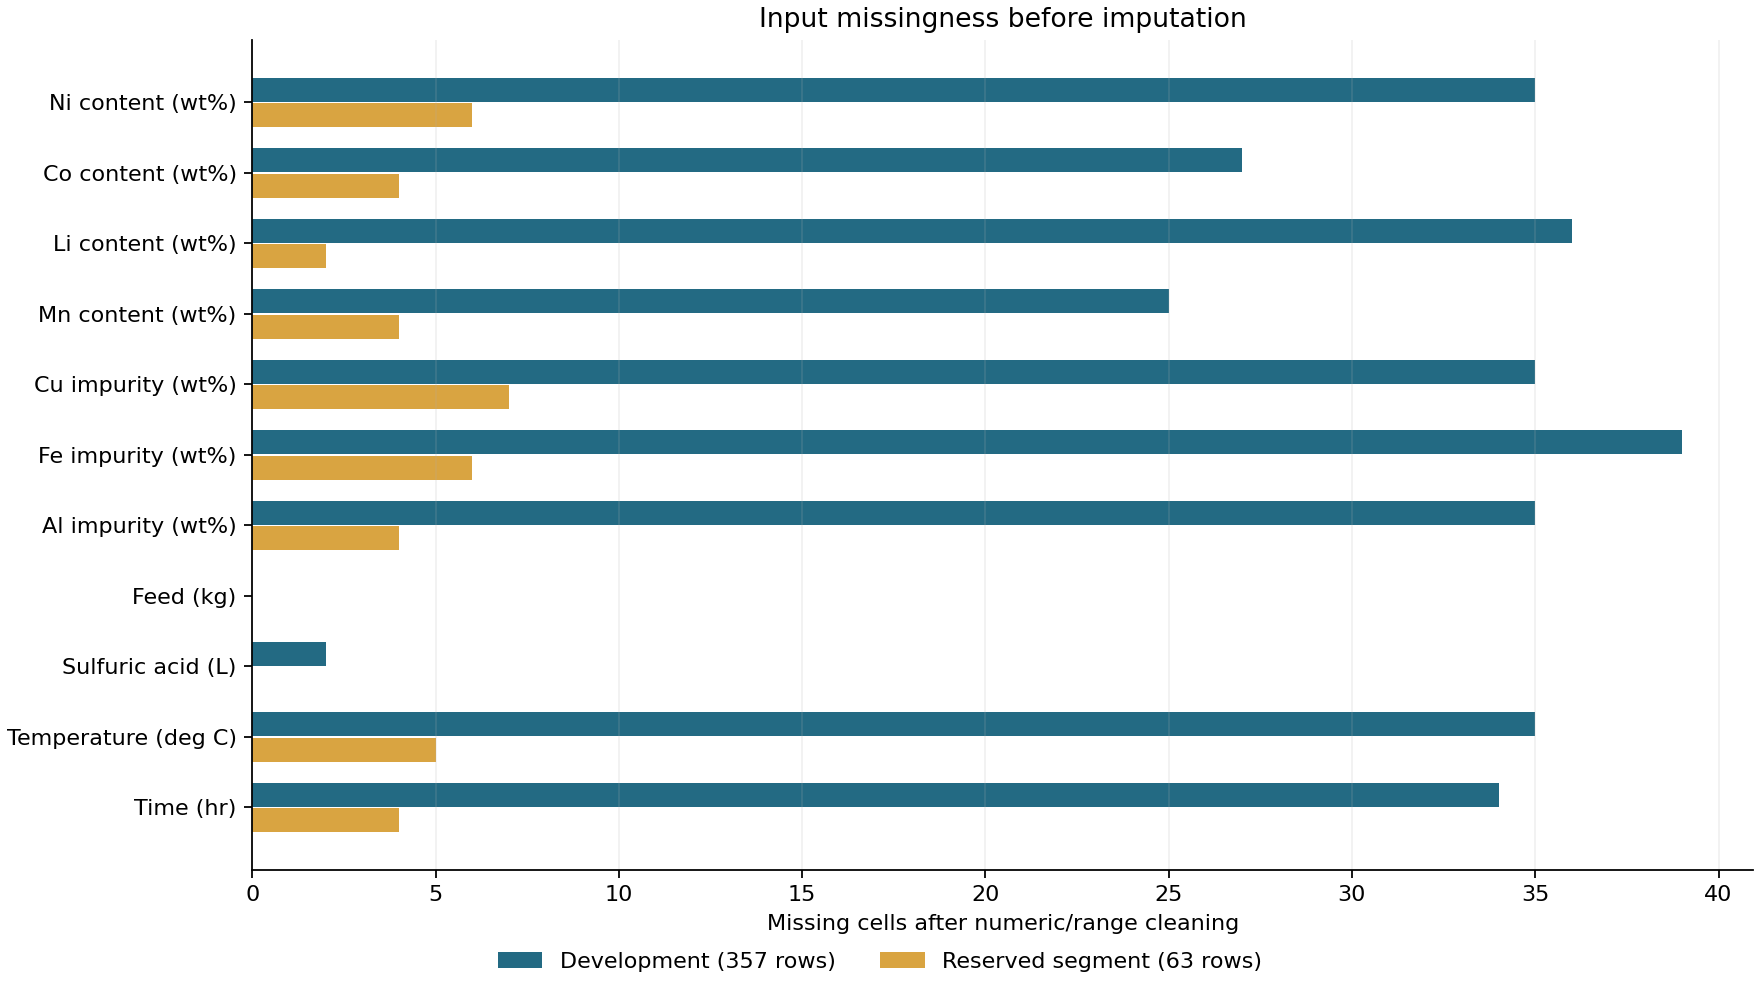 Input missingness before imputation
Ni content (wt%)
Co content (wt%)
Li content (wt%)
Mn content (wt%)
Cu impurity (wt%)
Fe impurity (wt%)
Al impurity (wt%)
Feed (kg)
Sulfuric acid (L)
Temperature (deg C)
Time (hr)
0 5 10 15 20 25 30 35 40
Missing cells after numeric/range cleaning
Development (357 rows) Reserved segment (63 rows)